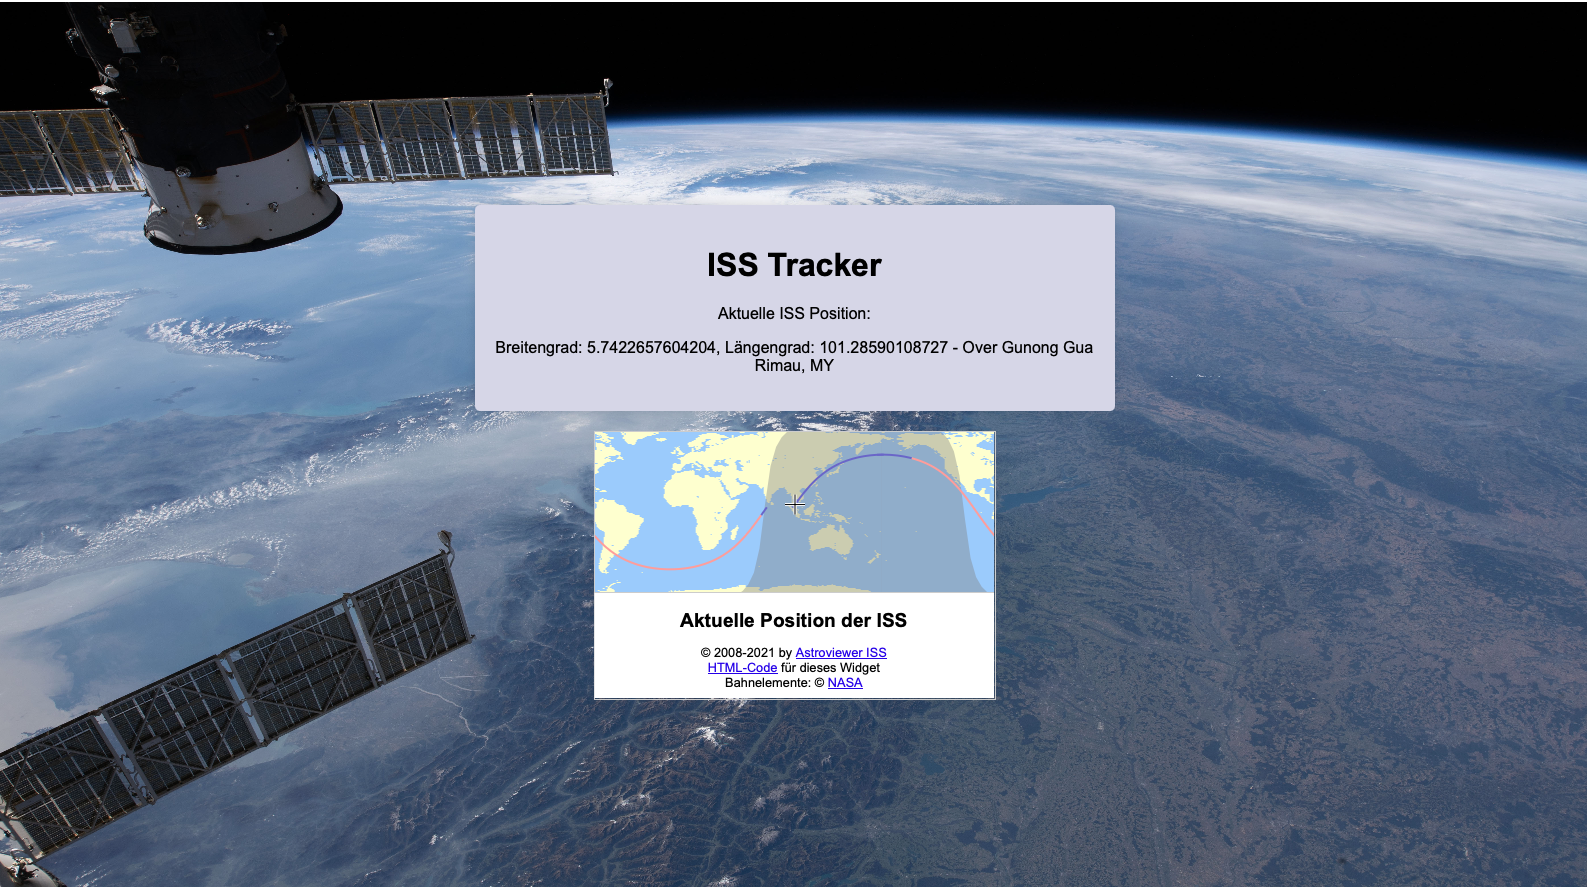 ISS Tracker
Aktuelle ISS Position:
Breitengrad: 5.7422657604204, Längengrad: 101.28590108727 - Over Gunong Gua
Rimau, MY
Aktuelle Position der ISS
© 2008-2021 by Astroviewer ISS
HTML-Code für dieses Widget
Bahnelemente: © NASA